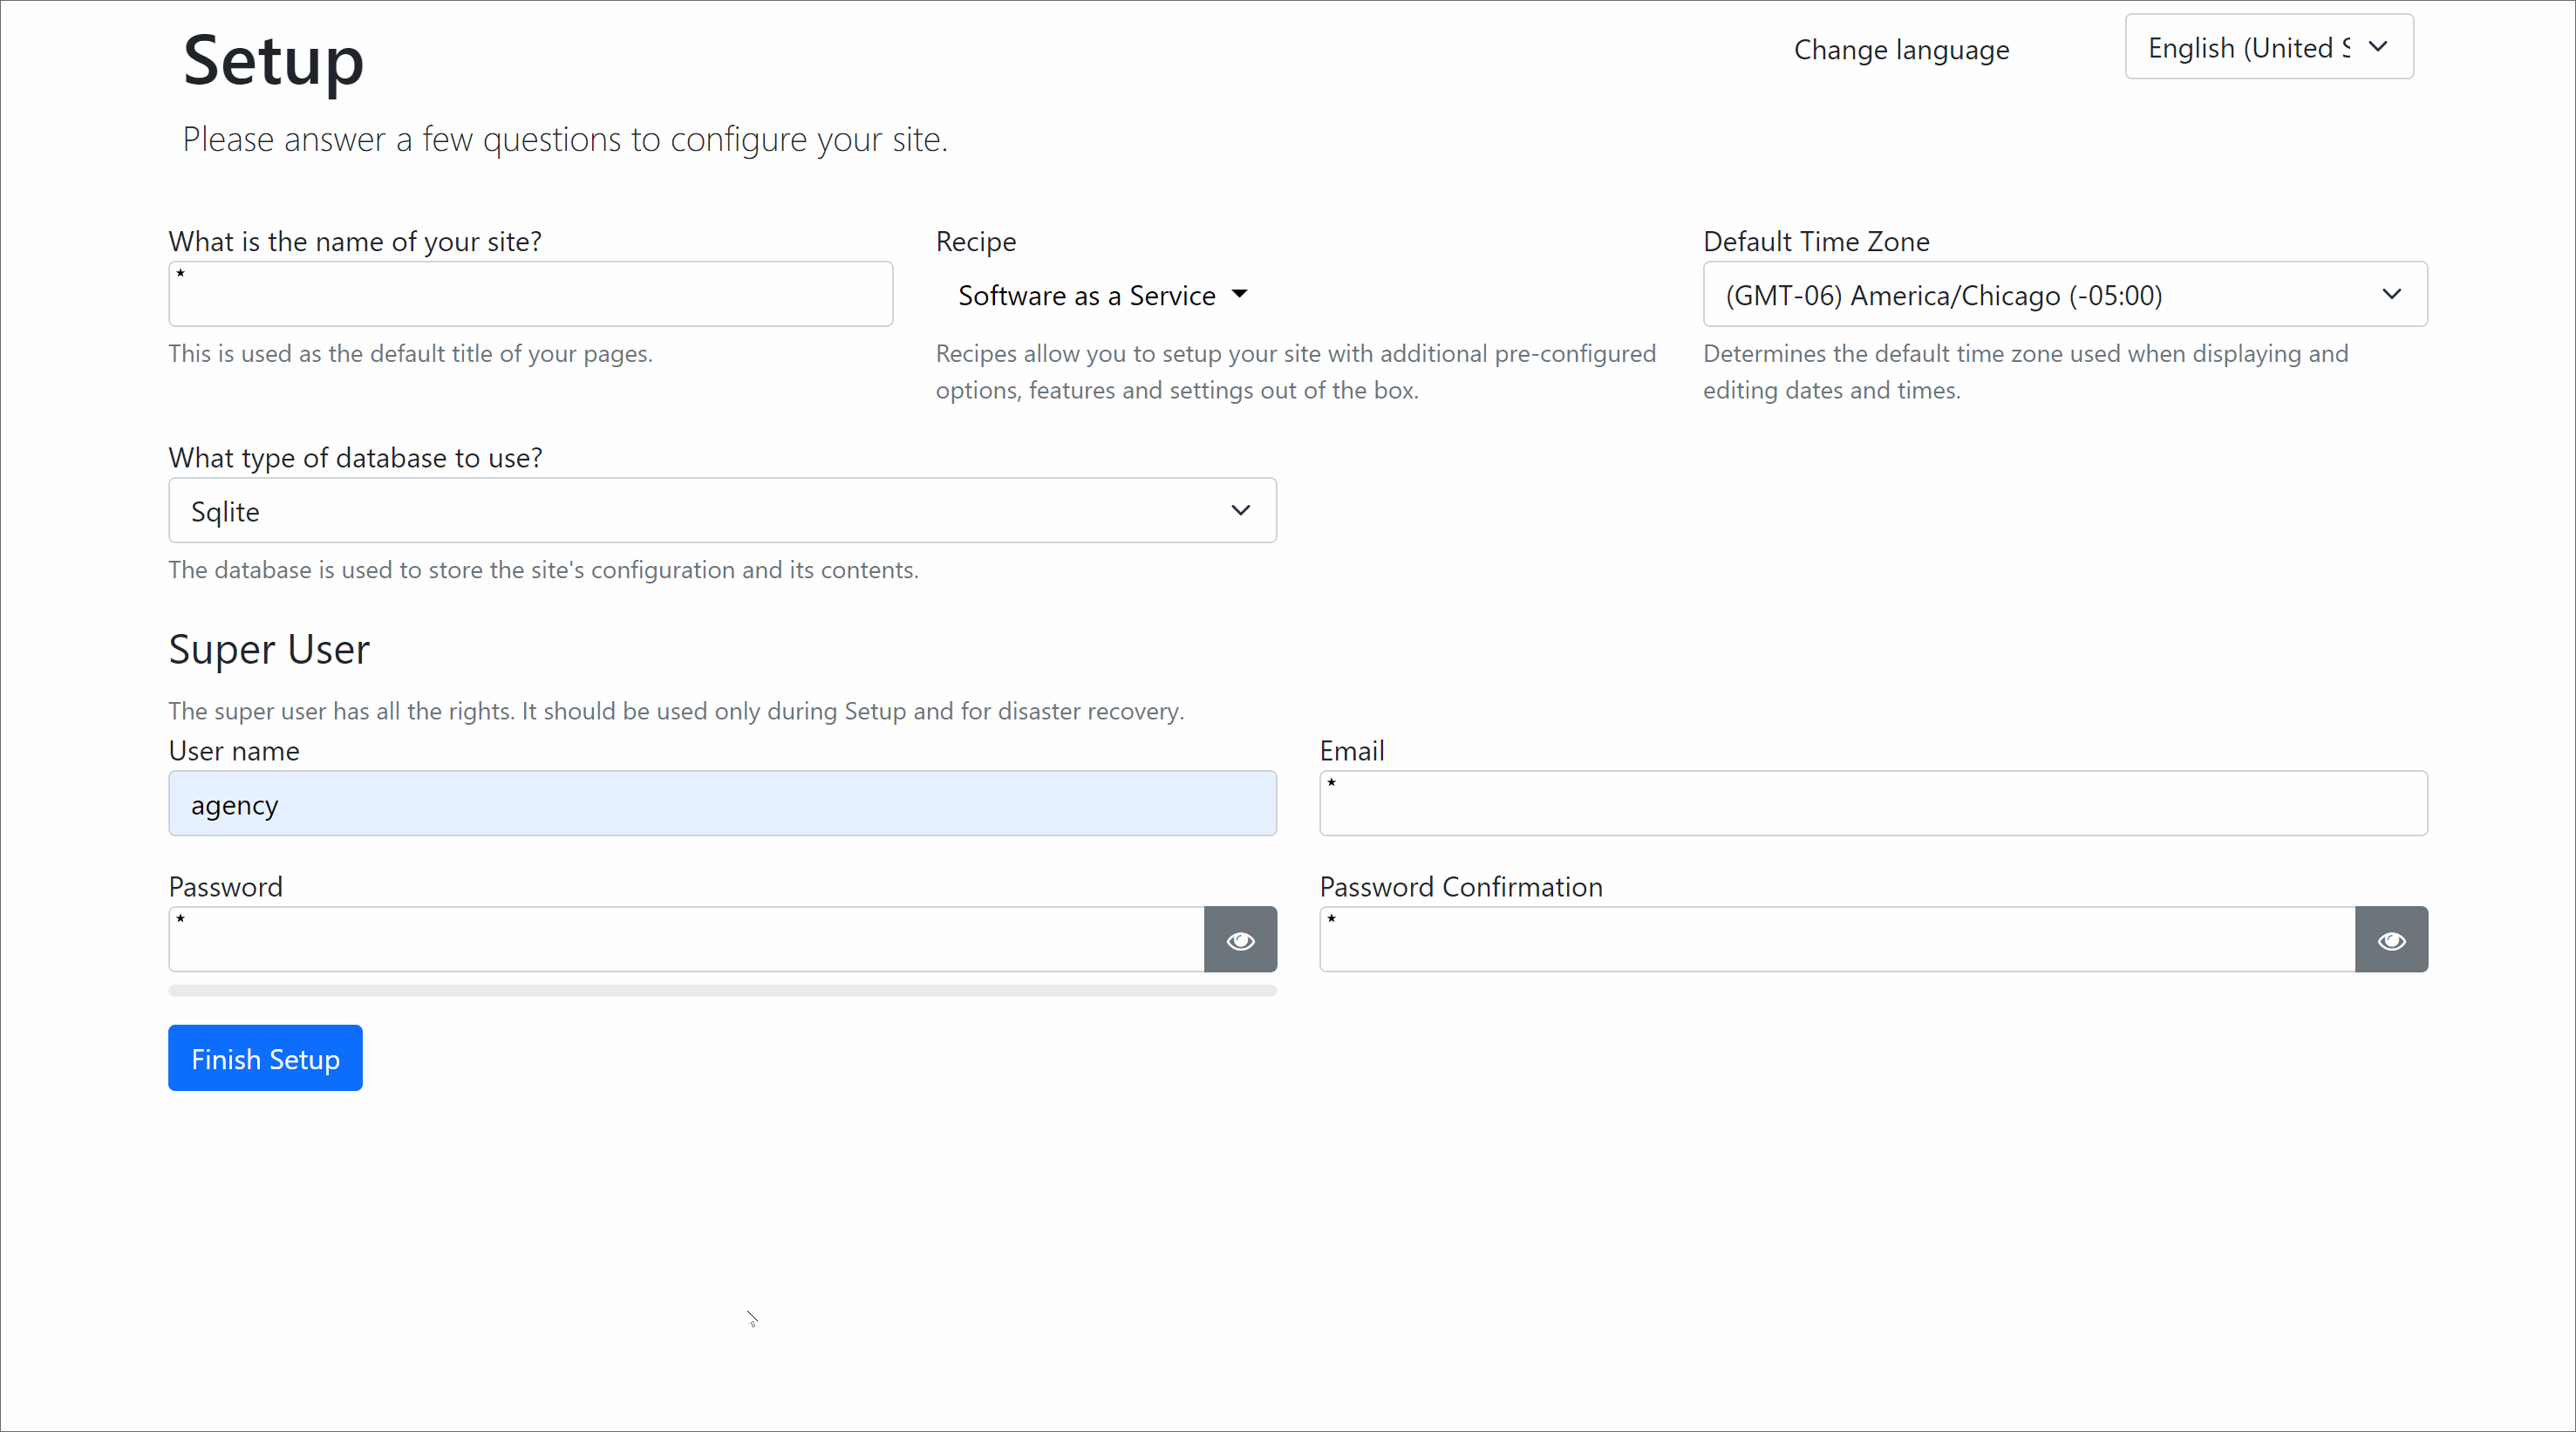 Setup
Change language
English (United S
Please answer a few questions to configure your site.
What is the name of your site?
*
This is used as the default title of your pages.
Recipe
Software as a Service
Recipes allow you to setup your site with additional pre-configured
options, features and settings out of the box.
Default Time Zone
(GMT-06) America/Chicago (-05:00)
Determines the default time zone used when displaying and
editing dates and times.
What type of database to use?
Sqlite
The database is used to store the site's configuration and its contents.
Super User
The super user has all the rights. It should be used only during Setup and for disaster recovery.
User name
agency
Email
*
Password
*
Password Confirmation
*
Finish Setup